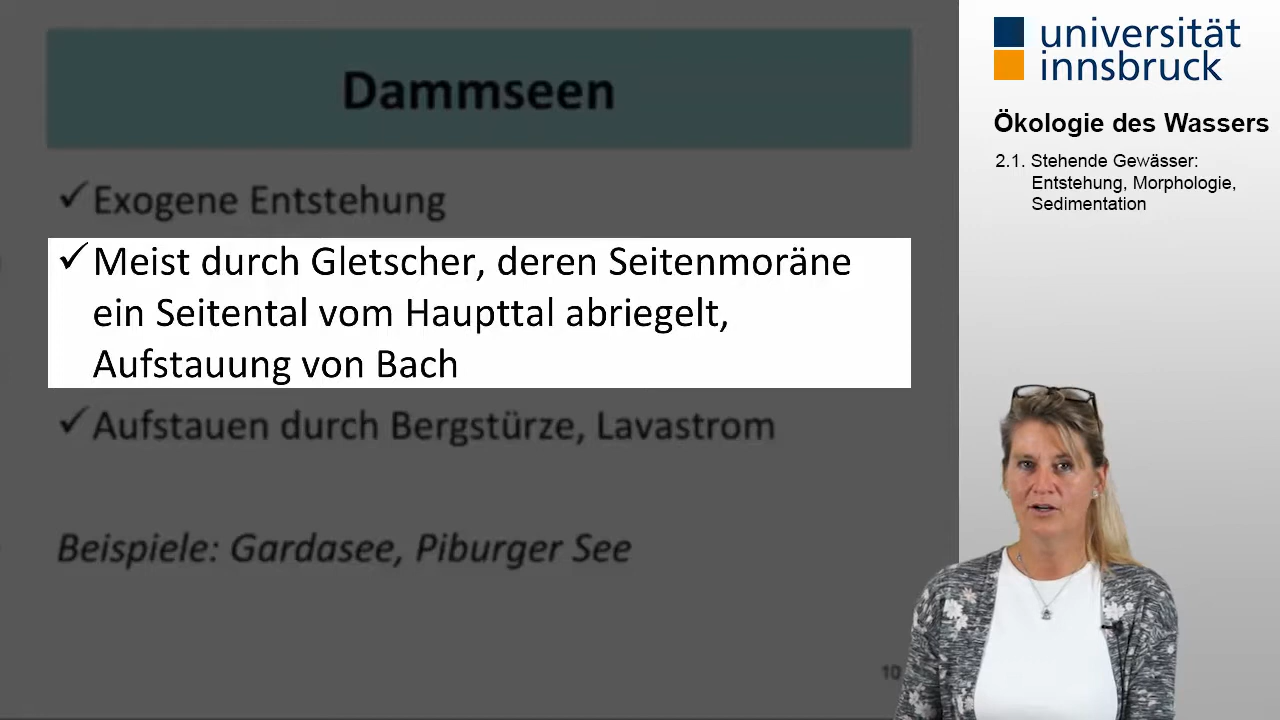 Dammseen
✓Exogene Entstehung
✓Meist durch Gletscher, deren Seitenmoräne
ein Seitental vom Haupttal abriegelt,
Aufstauung von Bach
✓Aufstauen durch Bergstürze, Lavastrom
Beispiele: Gardasee, Piburger See
10
universität
innsbruck
Ökologie des Wassers
2.1. Stehende Gewässer:
Entstehung, Morphologie,
Sedimentation